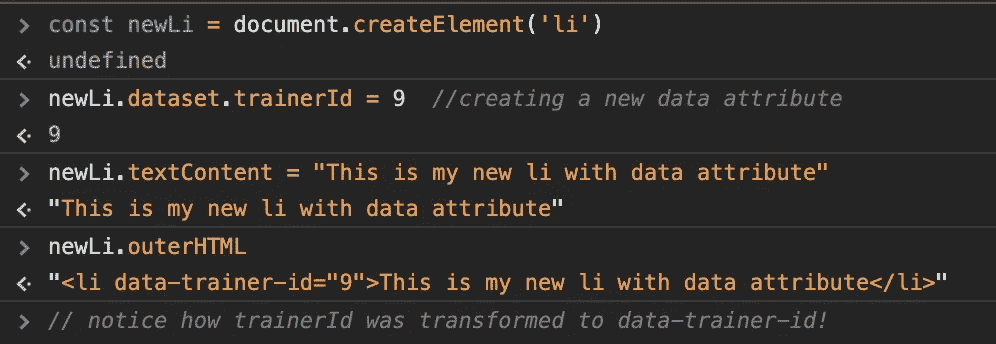 > const newLi = document.createElement('li')
<· undefined
> newLi.dataset.trainerId = 9  //creating a new data attribute
<· 9
> newLi.textContent = "This is my new li with data attribute"
<· "This is my new li with data attribute"
> newLi.outerHTML
<· "<li data-trainer-id="9">This is my new li with data attribute</li>"
> // notice how trainerId was transformed to data-trainer-id!